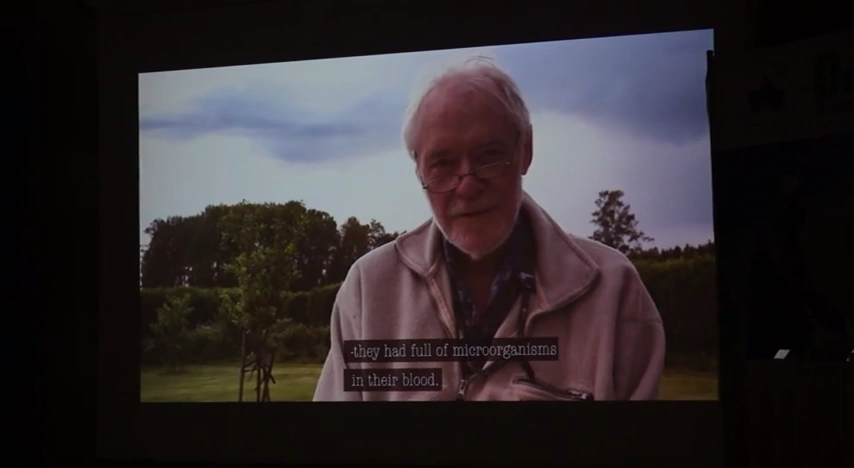 -they had full of microorganisms
in their blood.